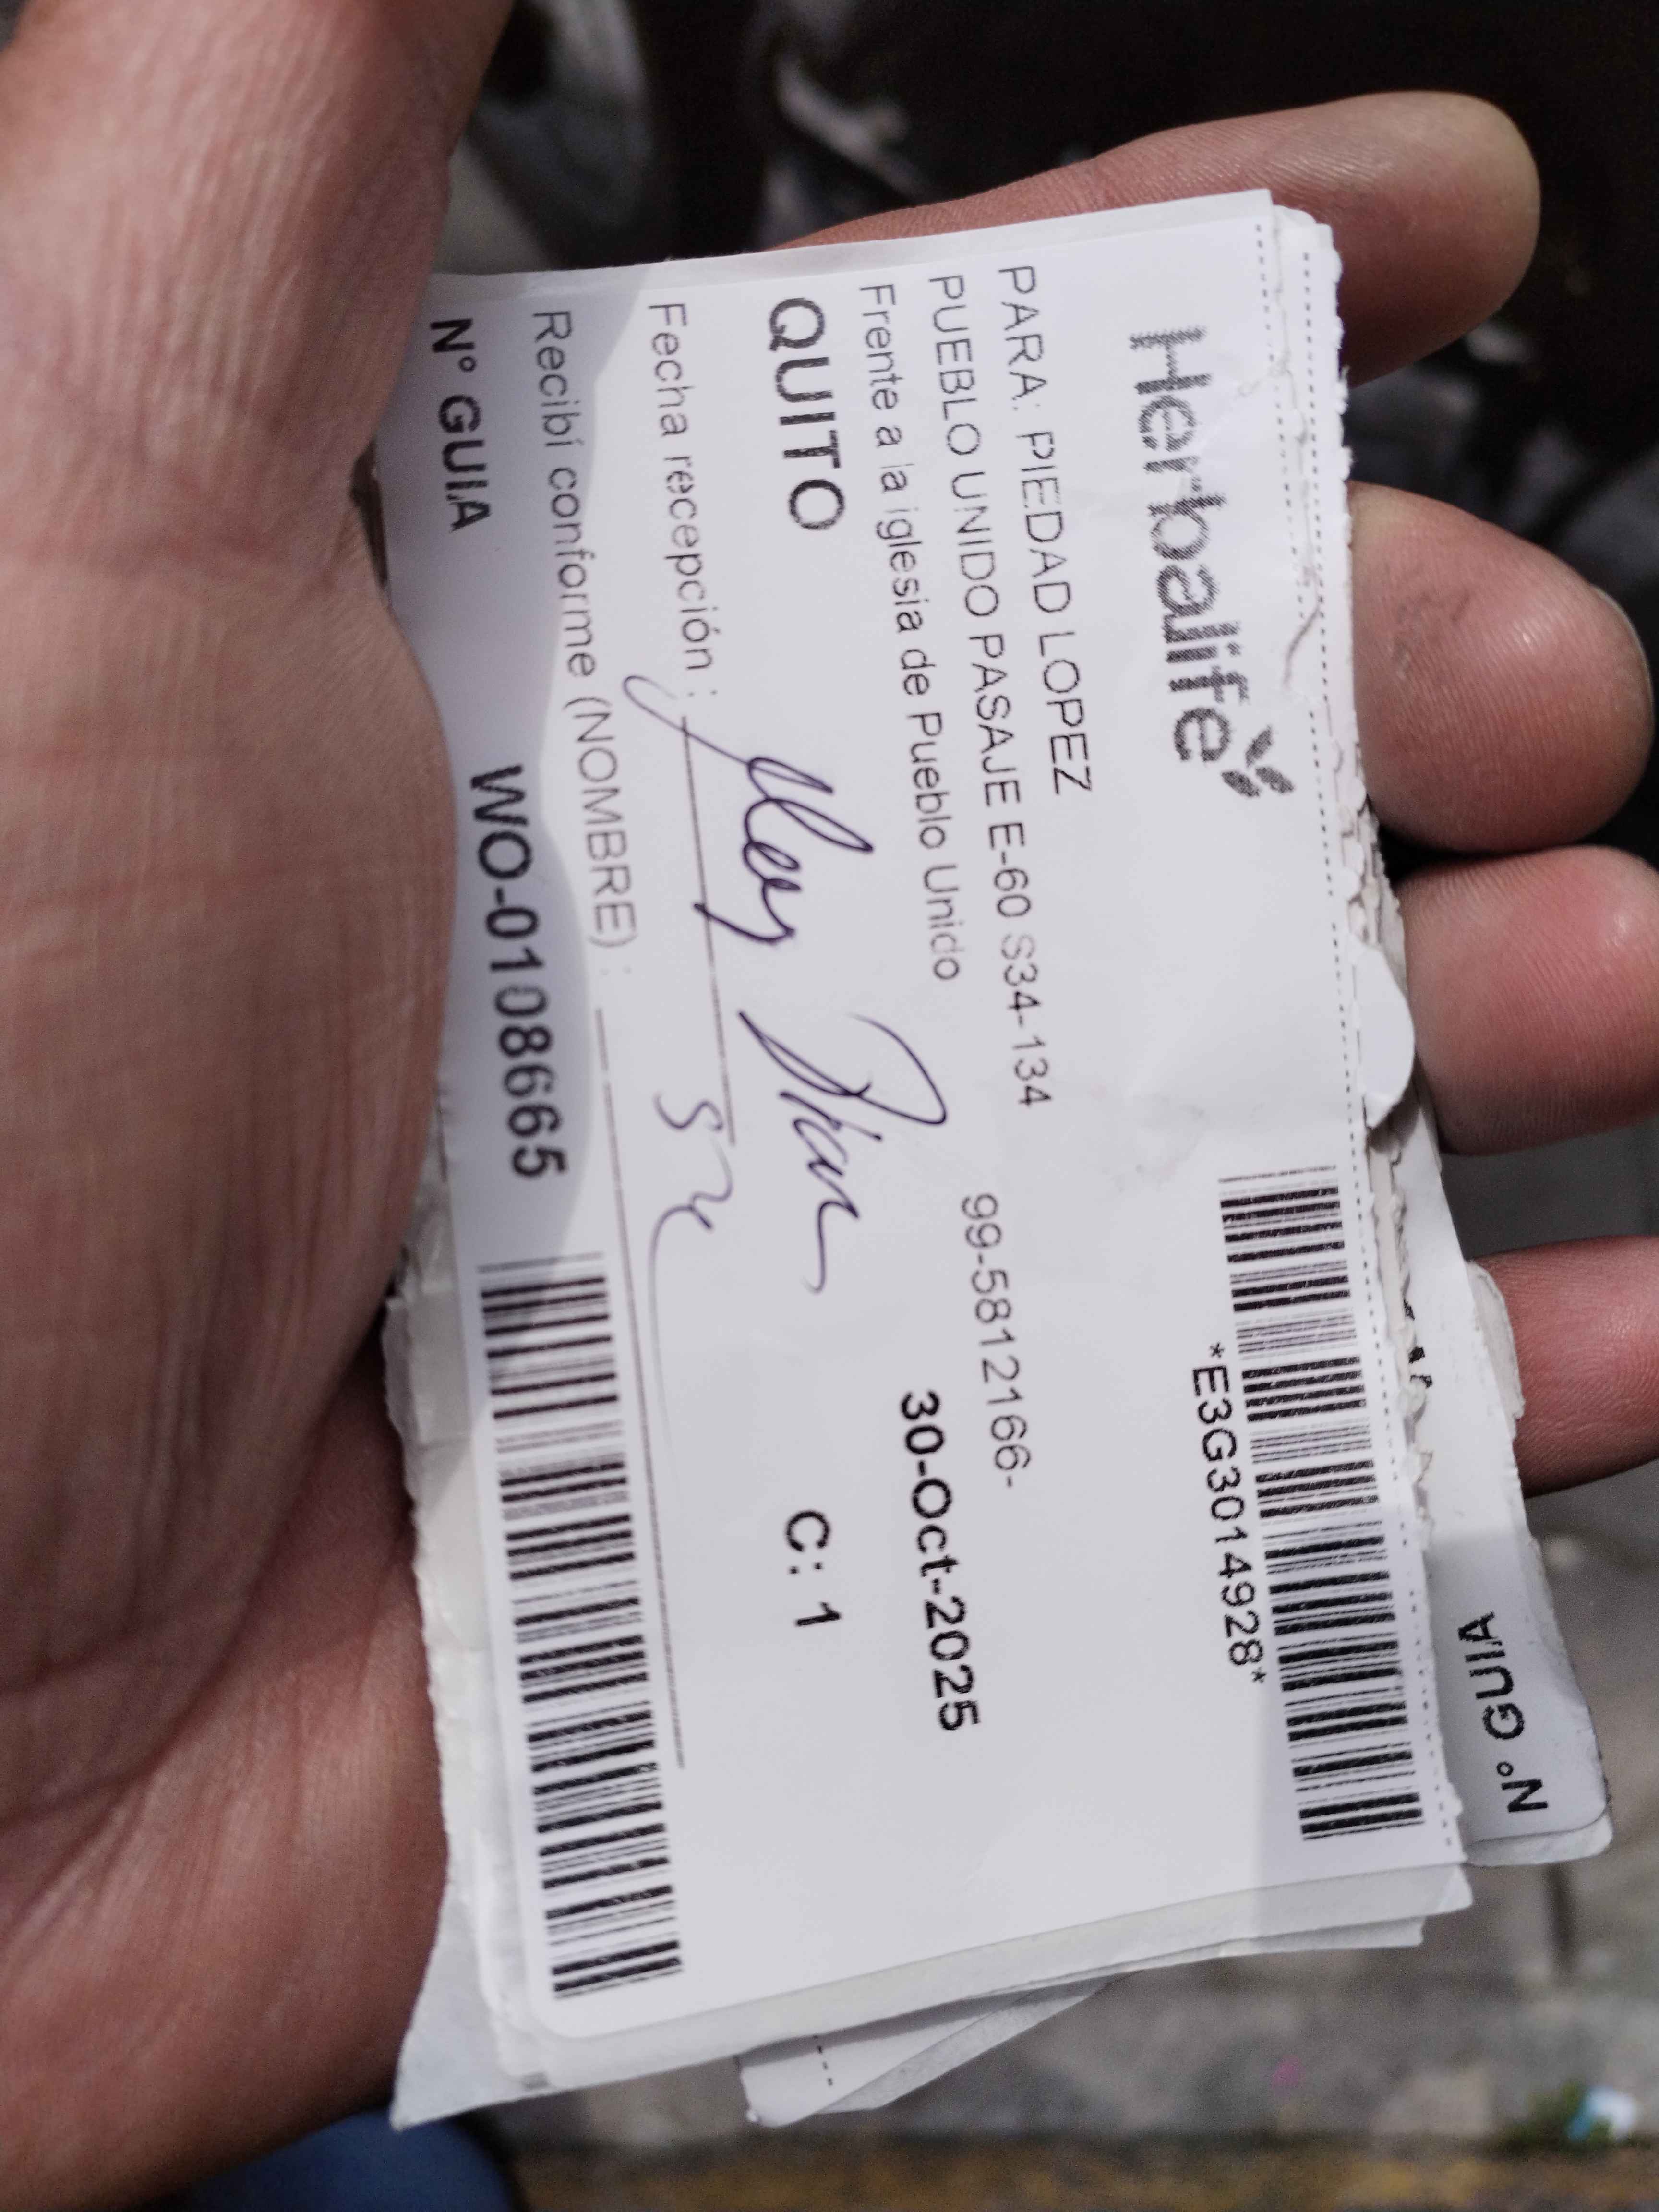 Herbalife
*E3G3014928*
PARA: PIEDAD LOPEZ
PUEBLO UNIDO PASAJE E-60 S34-134 99-5812166-
Frente a la iglesia de Pueblo Unido
30-Oct-2025
QUITO C: 1
Fecha recepción :
Recibí conforme (NOMBRE) :
N° GUIA WO-0108665
N° GUIA